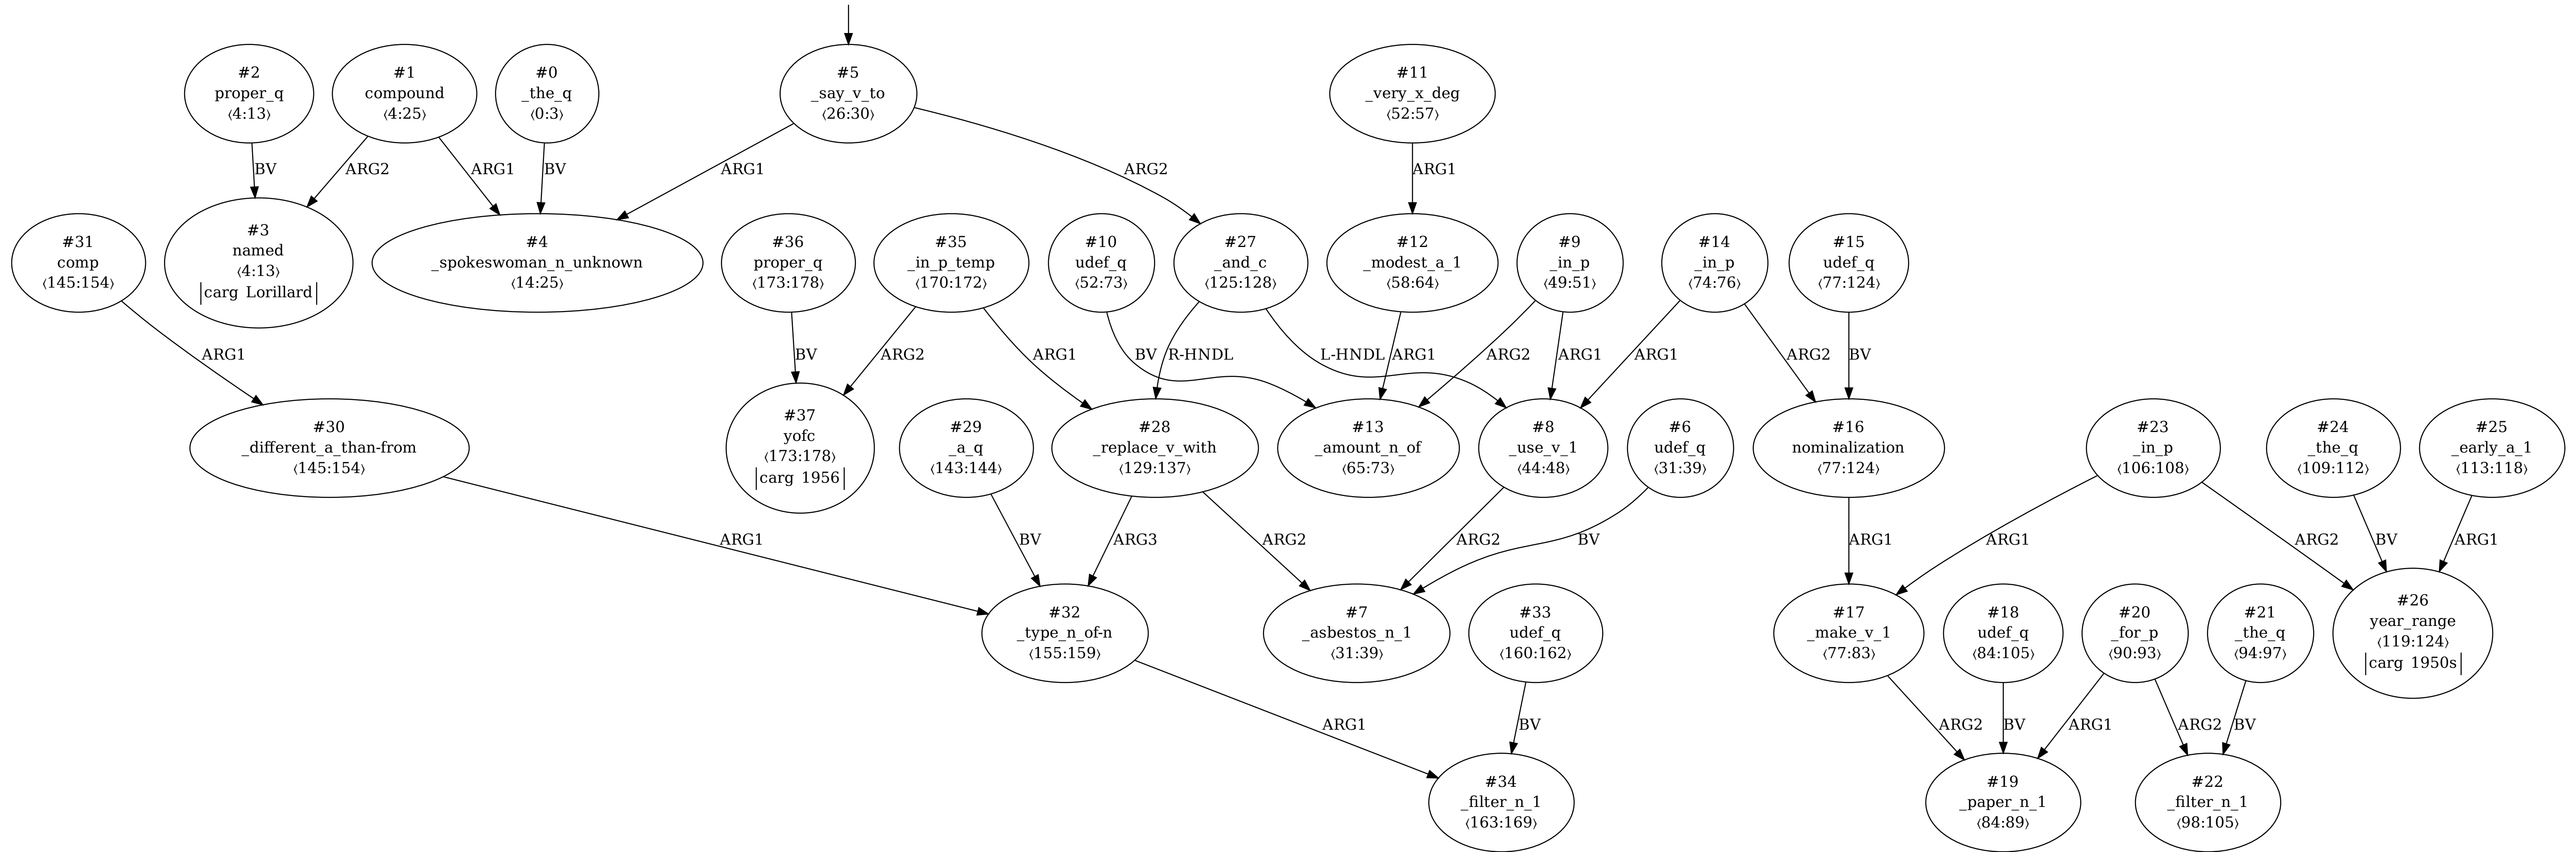 #2
proper_q
⟨4:13⟩
#1
compound
⟨4:25⟩
#0
_the_q
⟨0:3⟩
#5
_say_v_to
⟨26:30⟩
#11
_very_x_deg
⟨52:57⟩
BV
ARG2
ARG1
BV
ARG1
ARG2
ARG1
#31
comp
⟨145:154⟩
#3
named
⟨4:13⟩
carg Lorillard
#4
_spokeswoman_n_unknown
⟨14:25⟩
#36
proper_q
⟨173:178⟩
#35
_in_p_temp
⟨170:172⟩
#10
udef_q
⟨52:73⟩
#27
_and_c
⟨125:128⟩
#12
_modest_a_1
⟨58:64⟩
#9
_in_p
⟨49:51⟩
#14
_in_p
⟨74:76⟩
#15
udef_q
⟨77:124⟩
ARG1
BV
ARG2
ARG1
BV
R-HNDL
L-HNDL
ARG1
ARG2
ARG1
ARG1
ARG2
BV
#30
_different_a_than-from
⟨145:154⟩
#37
yofc
⟨173:178⟩
carg 1956
#29
_a_q
⟨143:144⟩
#28
_replace_v_with
⟨129:137⟩
#13
_amount_n_of
⟨65:73⟩
#8
_use_v_1
⟨44:48⟩
#6
udef_q
⟨31:39⟩
#16
nominalization
⟨77:124⟩
#23
_in_p
⟨106:108⟩
#24
_the_q
⟨109:112⟩
#25
_early_a_1
⟨113:118⟩
ARG1
BV
ARG3
ARG2
ARG2
BV
ARG1
ARG1
ARG2
BV
ARG1
#32
_type_n_of-n
⟨155:159⟩
#7
_asbestos_n_1
⟨31:39⟩
#33
udef_q
⟨160:162⟩
#17
_make_v_1
⟨77:83⟩
#18
udef_q
⟨84:105⟩
#20
_for_p
⟨90:93⟩
#21
_the_q
⟨94:97⟩
#26
year_range
⟨119:124⟩
carg 1950s
ARG1
BV
ARG2
BV
ARG1
ARG2
BV
#34
_filter_n_1
⟨163:169⟩
#19
_paper_n_1
⟨84:89⟩
#22
_filter_n_1
⟨98:105⟩